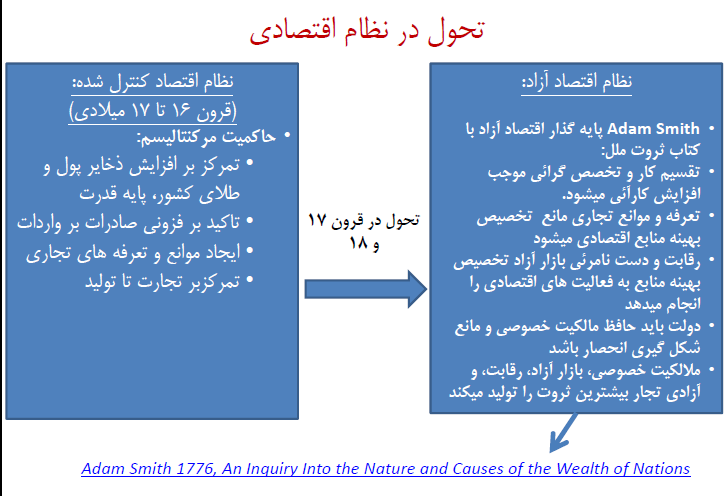 تحول در نظام اقتصادی
نظام اقتصاد کنترل شده:
(قرون ۱۶ تا ۱۷ میلادی)
• حاکمیت مرکنتالیسم:
• تمرکز بر افزایش ذخایر پول و
طلای کشور، پایه قدرت
• تاکید بر فزونی صادرات بر واردات
• ایجاد موانع و تعرفه های تجاری
• تمرکزبر تجارت تا تولید
تحول در قرون ۱۷
و ۱۸
نظام اقتصاد آزاد:
• Adam Smith پایه گذار اقتصاد آزاد با
کتاب ثروت ملل:
• تقسیم کار و تخصص گرائی موجب
افزایش کارآئی میشود.
• تعرفه و موانع تجاری مانع تخصیص
بهینه منابع اقتصادی میشود
• رقابت و دست نامرئی بازار آزاد تخصیص
بهینه منابع به فعالیت های اقتصادی را
انجام میدهد
• دولت باید حافظ مالکیت خصوصی و مانع
شکل گیری انحصار باشد
• ملالکیت خصوصی، بازار آزاد، رقابت، و
آزادی تجار بیشترین ثروت را تولید میکند
Adam Smith 1776, An Inquiry Into the Nature and Causes of the Wealth of Nations